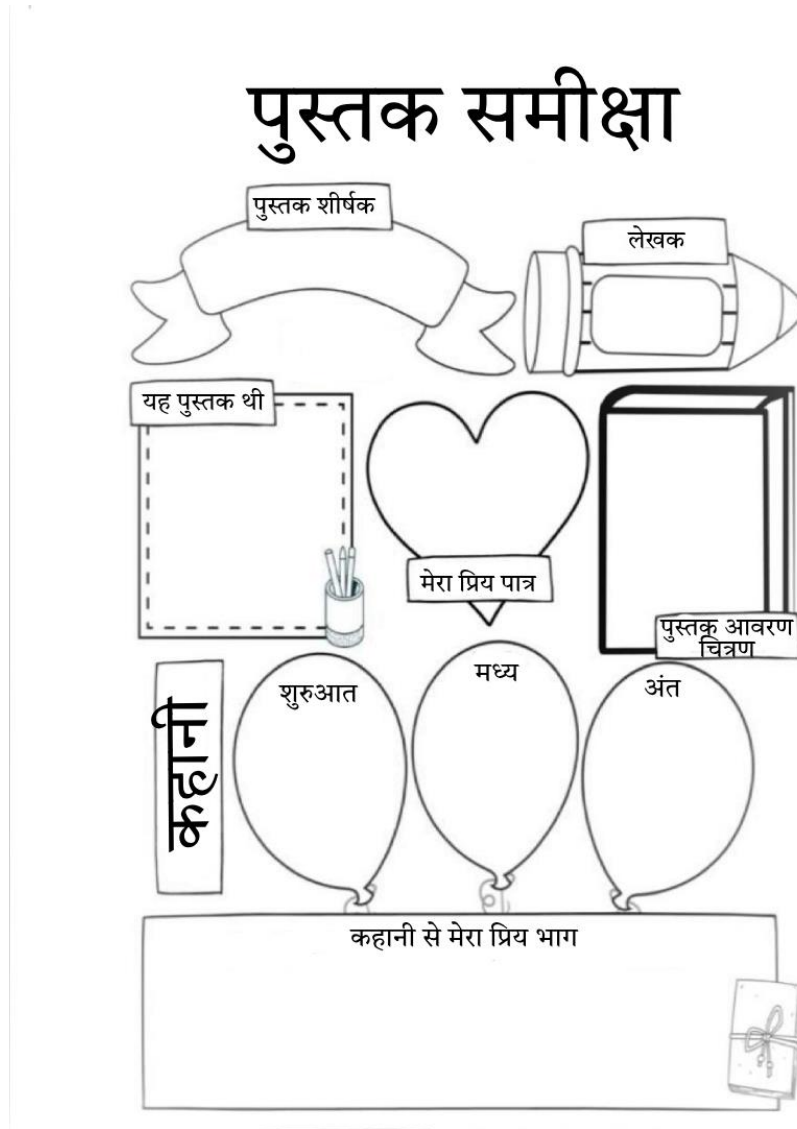 पुस्तक समीक्षा
पुस्तक शीर्षक
लेखक
यह पुस्तक थी
मेरा प्रिय पात्र
पुस्तक आवरण
चित्रण
कहानी
शुरुआत
मध्य
अंत
कहानी से मेरा प्रिय भाग